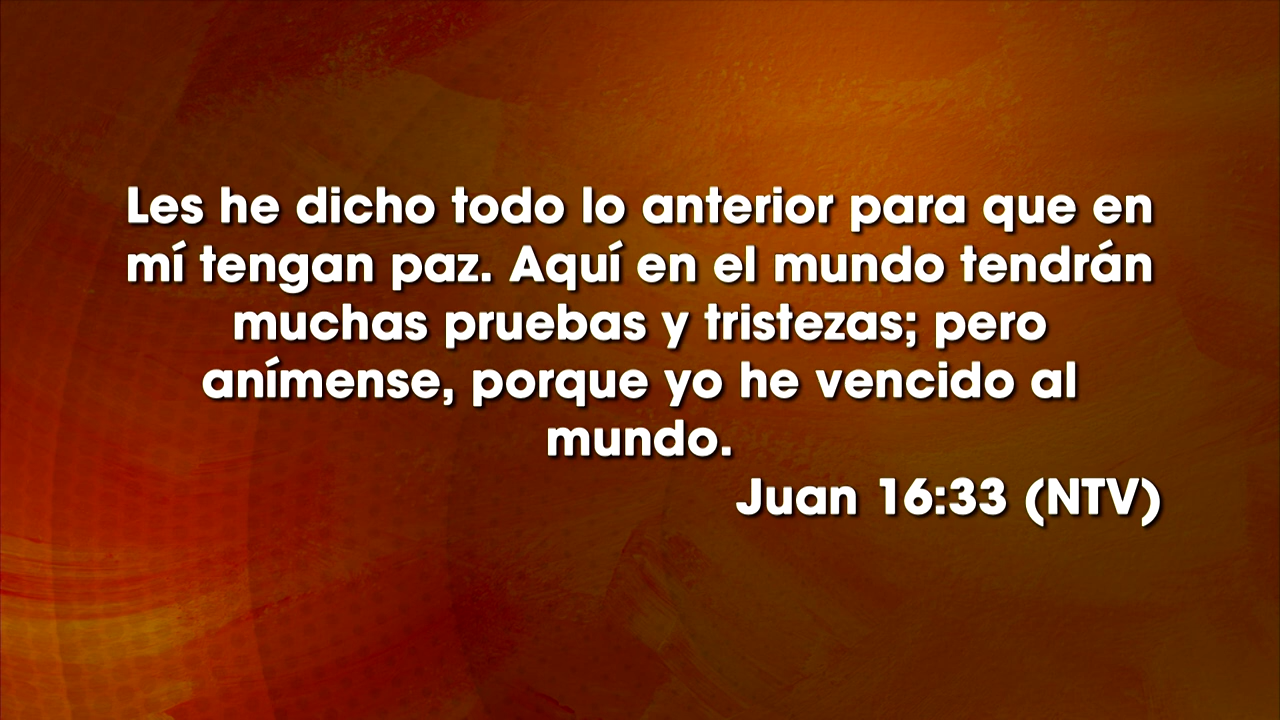 Les he dicho todo lo anterior para que en
mí tengan paz. Aquí en el mundo tendrán
muchas pruebas y tristezas; pero
anímense, porque yo he vencido al
mundo.
Juan 16:33 (NTV)